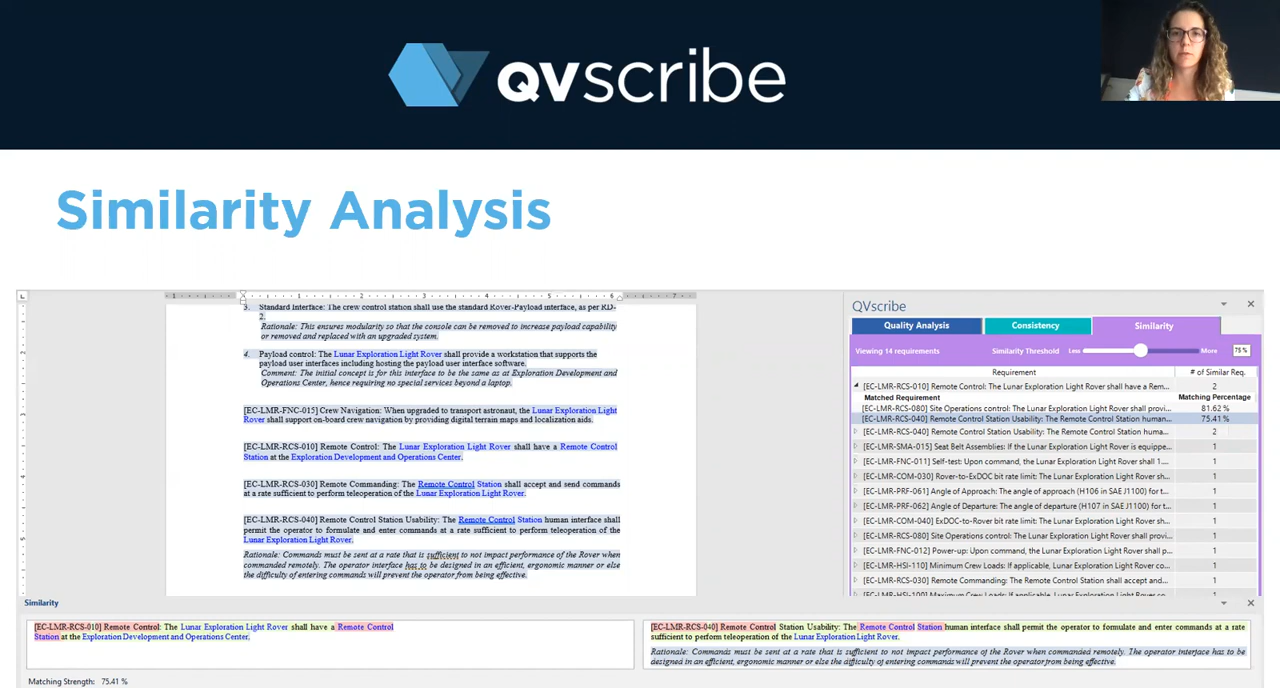 QVscribe
Similarity Analysis
3. Standard Interface: The crew control station shall use the standard Rover-Payload interface, as per RD-
2.
Rationale: This ensures modularity so that the console can be removed to increase payload capability
or removed and replaced with an upgraded system.
4. Payload control: The Lunar Exploration Light Rover shall provide a workstation that supports the
payload user interfaces including hosting the payload user interface software.
Comment: The initial concept is for this interface to be the same as at Exploration Development and
Operations Center, hence requiring no special services beyond a laptop.
[EC-LMR-FNC-015] Crew Navigation: When upgraded to transport astronaut, the Lunar Exploration Light
Rover shall support on-board crew navigation by providing digital terrain maps and localization aids.
[EC-LMR-RCS-010] Remote Control: The Lunar Exploration Light Rover shall have a Remote Control
Station at the Exploration Development and Operations Center.
[EC-LMR-RCS-030] Remote Commanding: The Remote Control Station shall accept and send commands
at a rate sufficient to perform teleoperation of the Lunar Exploration Light Rover.
[EC-LMR-RCS-040] Remote Control Station Usability: The Remote Control Station human interface shall
permit the operator to formulate and enter commands at a rate sufficient to perform teleoperation of the
Lunar Exploration Light Rover.
Rationale: Commands must be sent at a rate that is sufficient to not impact performance of the Rover when
commanded remotely. The operator interface has to be designed in an efficient, ergonomic manner or else
the difficulty of entering commands will prevent the operator from being effective.
QVscribe
Quality Analysis Consistency Similarity
Viewing 14 requirements Similarity Threshold Less More 75 %
Requirement # of Similar Req.
[EC-LMR-RCS-010] Remote Control: The Lunar Exploration Light Rover shall have a Rem... 2
Matched Requirement Matching Percentage
[EC-LMR-RCS-080] Site Operations control: The Lunar Exploration Light Rover shall provi... 81.62 %
[EC-LMR-RCS-040] Remote Control Station Usability: The Remote Control Station human... 75.41 %
[EC-LMR-RCS-040] Remote Control Station Usability: The Remote Control Station huma... 2
[EC-LMR-SMA-015] Seat Belt Assemblies: If the Lunar Exploration Light Rover is equippe... 1
[EC-LMR-FNC-011] Self-test: Upon command, the Lunar Exploration Light Rover shall 1.... 1
[EC-LMR-COM-030] Rover-to-ExDOC bit rate limit: The Lunar Exploration Light Rover sh... 1
[EC-LMR-PRF-061] Angle of Approach: The angle of approach (H106 in SAE J1100) for t... 1
[EC-LMR-PRF-062] Angle of Departure: The angle of departure (H107 in SAE J1100) for t... 1
[EC-LMR-COM-040] ExDOC-to-Rover bit rate limit: The Lunar Exploration Light Rover sh... 1
[EC-LMR-RCS-080] Site Operations control: The Lunar Exploration Light Rover shall provi... 1
[EC-LMR-FNC-012] Power-up: Upon command, the Lunar Exploration Light Rover shall p... 1
[EC-LMR-HSI-110] Minimum Crew Loads: If applicable, Lunar Exploration Light Rover co... 1
[EC-LMR-RCS-030] Remote Commanding: The Remote Control Station shall accept and... 1
[EC-LMR-HSI-100] Maximum Crew Loads: If applicable, Lunar Exploration Light Rover co... 1
Similarity
[EC-LMR-RCS-010] Remote Control: The Lunar Exploration Light Rover shall have a Remote Control
Station at the Exploration Development and Operations Center.
[EC-LMR-RCS-040] Remote Control Station Usability: The Remote Control Station human interface shall permit the operator to formulate and enter commands at a rate
sufficient to perform teleoperation of the Lunar Exploration Light Rover.
Rationale: Commands must be sent at a rate that is sufficient to not impact performance of the Rover when commanded remotely. The operator interface has to be
designed in an efficient, ergonomic manner or else the difficulty of entering commands will prevent the operator from being effective.
Matching Strength: 75.41 %